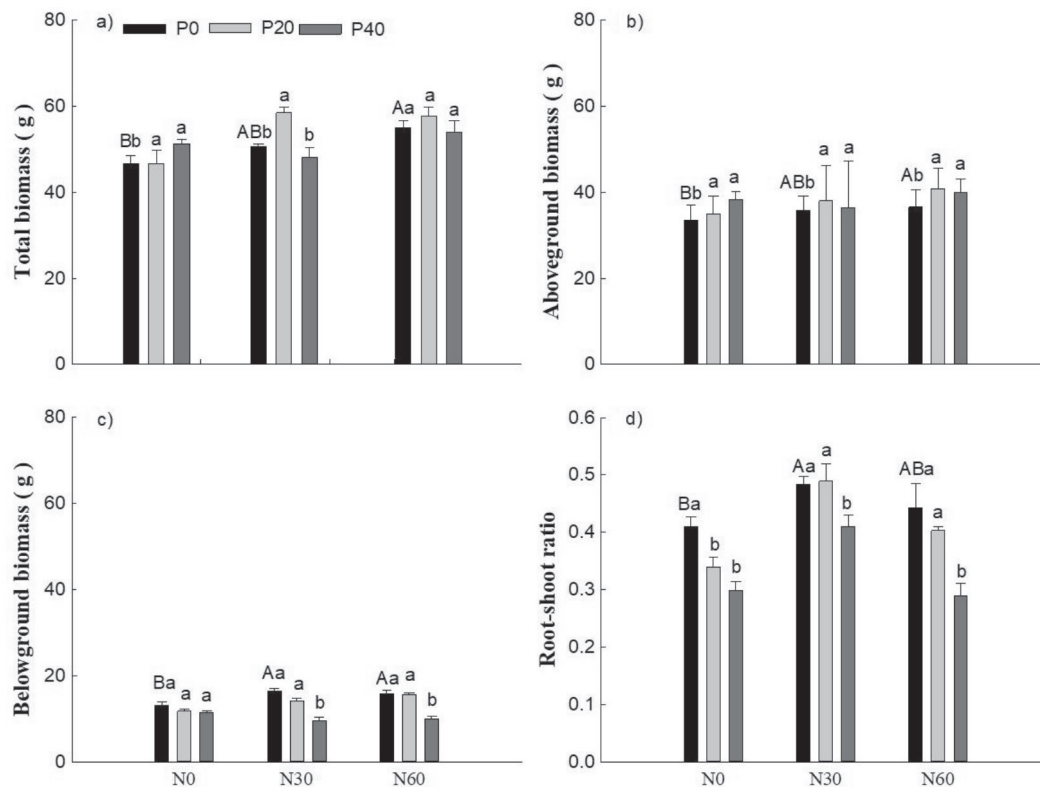 a) P0 P20 P40
Total biomass ( g )
80
60
40
20
0
Bb a a
ABb a b
Aa a a
b)
Aboveground biomass ( g )
80
60
40
20
0
Bb a a
ABb a a
Ab a a
c)
Belowground biomass ( g )
80
60
40
20
0
Ba a a
Aa a b
Aa a b
N0 N30 N60
d)
Root-shoot ratio
0.6
0.5
0.4
0.3
0.2
0.1
0.0
Ba b b
Aa a b
ABa a b
N0 N30 N60